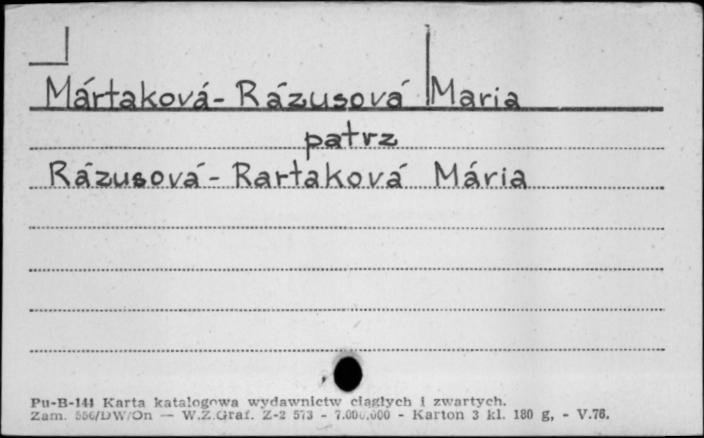 Mártaková-Rázusová Maria
patrz
Rázusová-Rartaková Mária
Pu-B-144 Karta katalogowa wydawnictw ciągłych i zwartych.
Zam. 556/DW/On — W.Z.Graf. Z-2 573 - 7.000.000 - Karton 3 kl. 180 g, - V.76.